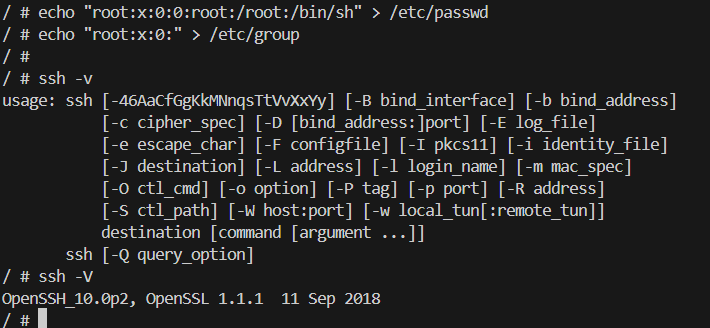 / # echo "root:x:0:0:root:/root:/bin/sh" > /etc/passwd
/ # echo "root:x:0:" > /etc/group
/ #
/ # ssh -v
usage: ssh [-46AaCfGgKkMNnqsTtVvXxYy] [-B bind_interface] [-b bind_address]
           [-c cipher_spec] [-D [bind_address:]port] [-E log_file]
           [-e escape_char] [-F configfile] [-I pkcs11] [-i identity_file]
           [-J destination] [-L address] [-l login_name] [-m mac_spec]
           [-O ctl_cmd] [-o option] [-P tag] [-p port] [-R address]
           [-S ctl_path] [-W host:port] [-w local_tun[:remote_tun]]
           destination [command [argument ...]]
       ssh [-Q query_option]
/ # ssh -V
OpenSSH_10.0p2, OpenSSL 1.1.1  11 Sep 2018
/ #